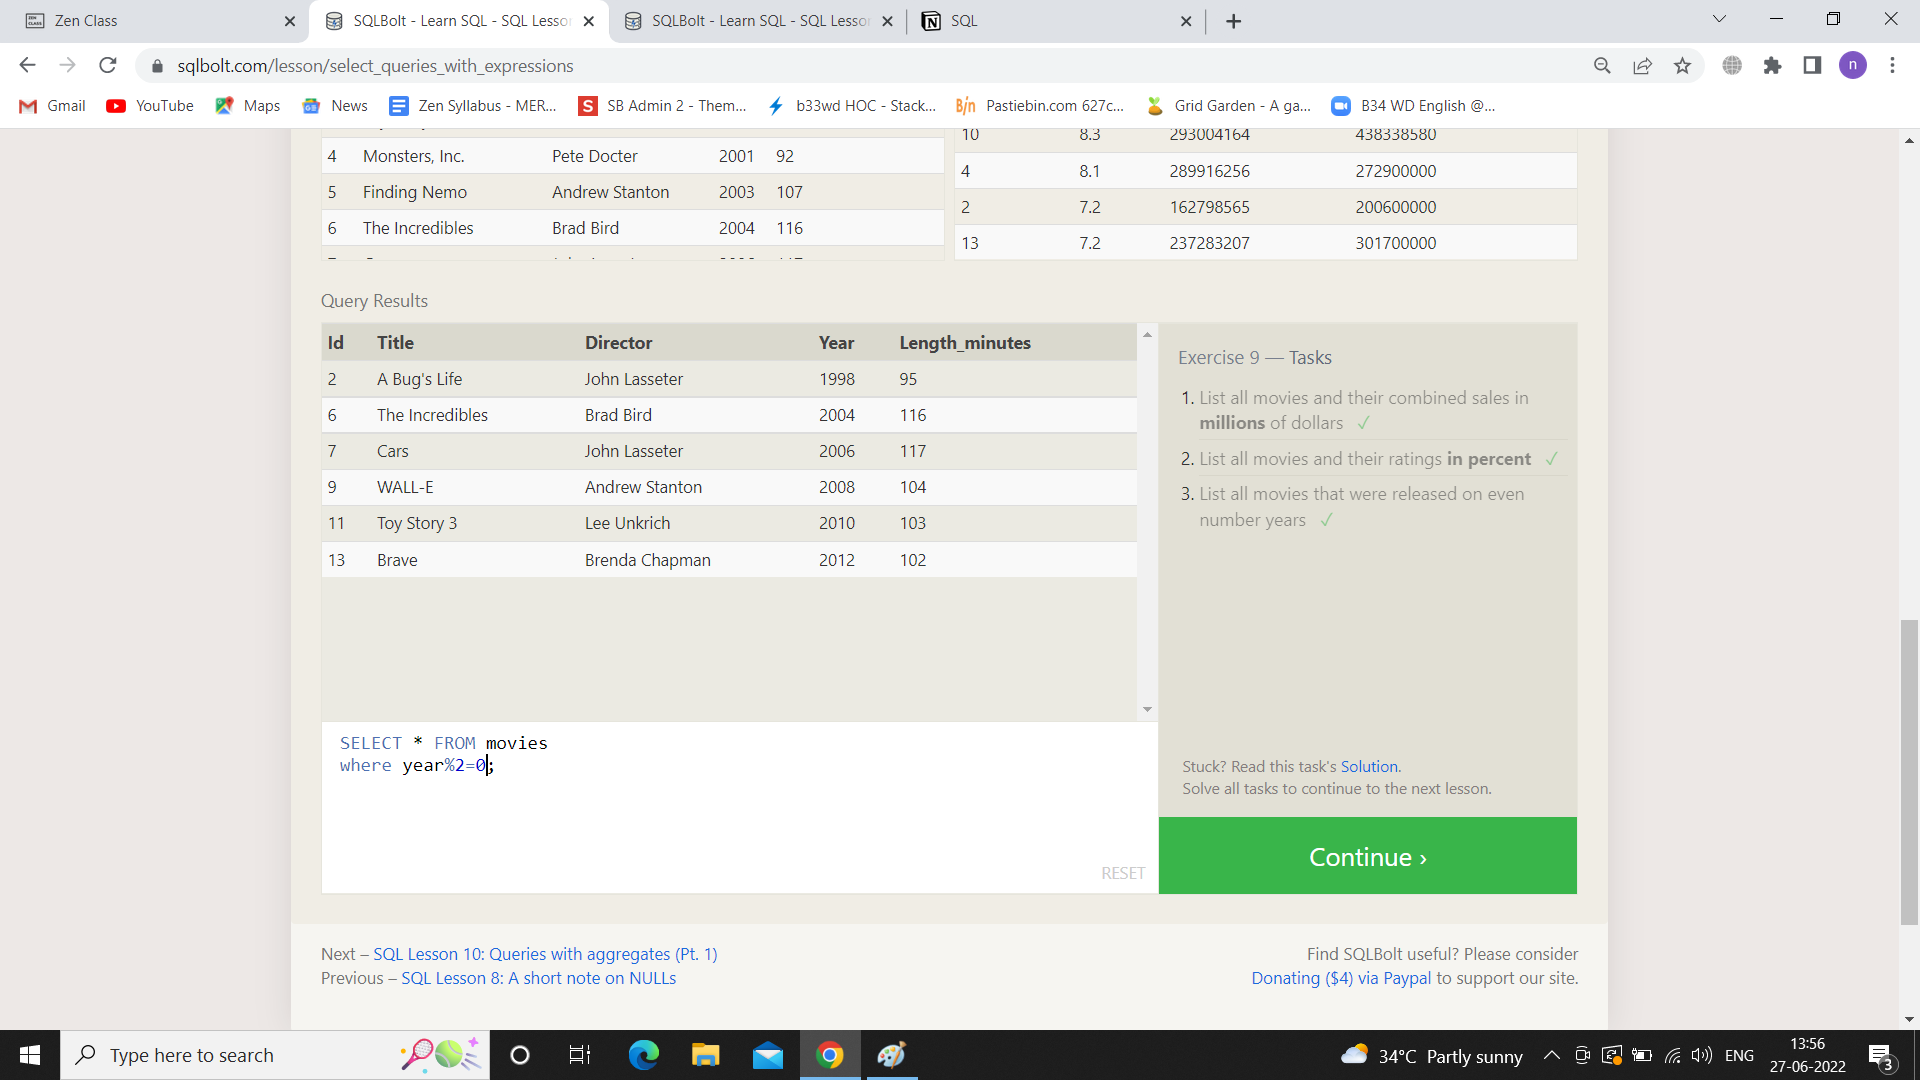 Zen Class
SQLBolt - Learn SQL - SQL Lesso
SQLBolt - Learn SQL - SQL Lesso
SQL
sqlbolt.com/lesson/select_queries_with_expressions
n
Gmail
YouTube
Maps
News
Zen Syllabus - MER...
SB Admin 2 - Them...
b33wd HOC - Stack...
Pastiebin.com 627c...
Grid Garden - A ga...
B34 WD English @...
4 Monsters, Inc. Pete Docter 2001 92
5 Finding Nemo Andrew Stanton 2003 107
6 The Incredibles Brad Bird 2004 116
10 8.3 293004164 438338580
4 8.1 289916256 272900000
2 7.2 162798565 200600000
13 7.2 237283207 301700000
Query Results
Id Title Director Year Length_minutes
2 A Bug's Life John Lasseter 1998 95
6 The Incredibles Brad Bird 2004 116
7 Cars John Lasseter 2006 117
9 WALL-E Andrew Stanton 2008 104
11 Toy Story 3 Lee Unkrich 2010 103
13 Brave Brenda Chapman 2012 102
Exercise 9 — Tasks
1. List all movies and their combined sales in
millions of dollars ✓
2. List all movies and their ratings in percent ✓
3. List all movies that were released on even
number years ✓
SELECT * FROM movies
where year%2=0;
RESET
Stuck? Read this task's Solution.
Solve all tasks to continue to the next lesson.
Continue ›
Next – SQL Lesson 10: Queries with aggregates (Pt. 1)
Previous – SQL Lesson 8: A short note on NULLs
Find SQLBolt useful? Please consider
Donating ($4) via Paypal to support our site.
Type here to search
34°C Partly sunny
ENG
13:56
27-06-2022
3